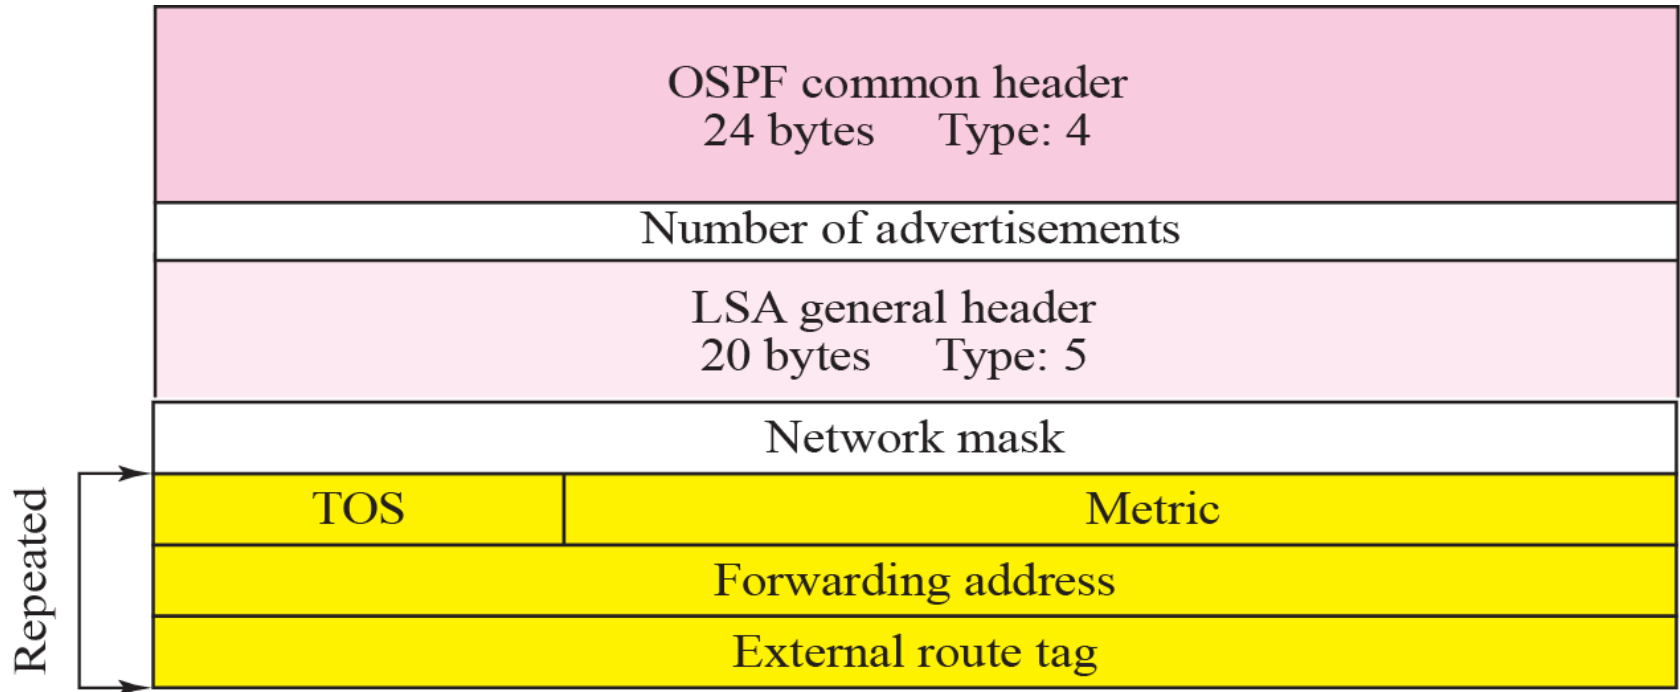 OSPF common header
24 bytes Type: 4
Number of advertisements
LSA general header
20 bytes Type: 5
Network mask
Repeated
TOS Metric
Forwarding address
External route tag